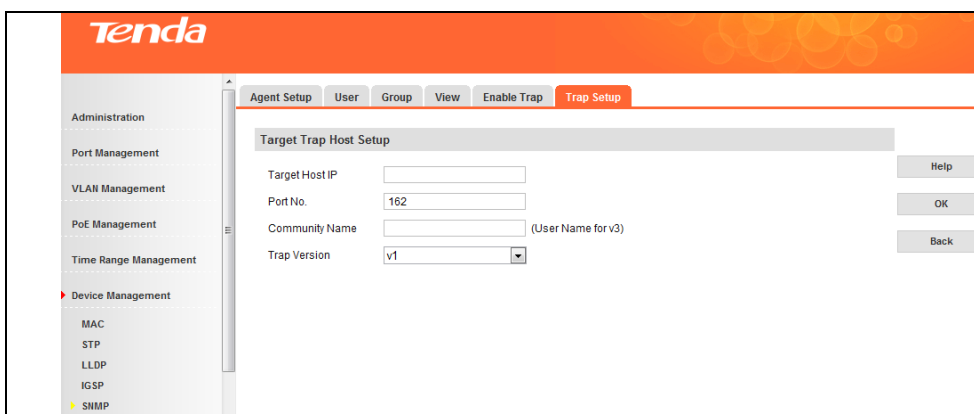 Tenda
Agent Setup User Group View Enable Trap Trap Setup
Administration
Port Management
VLAN Management
PoE Management
Time Range Management
Device Management
MAC
STP
LLDP
IGSP
SNMP
Target Trap Host Setup
Target Host IP
Port No. 162
Community Name (User Name for v3)
Trap Version v1
Help
OK
Back